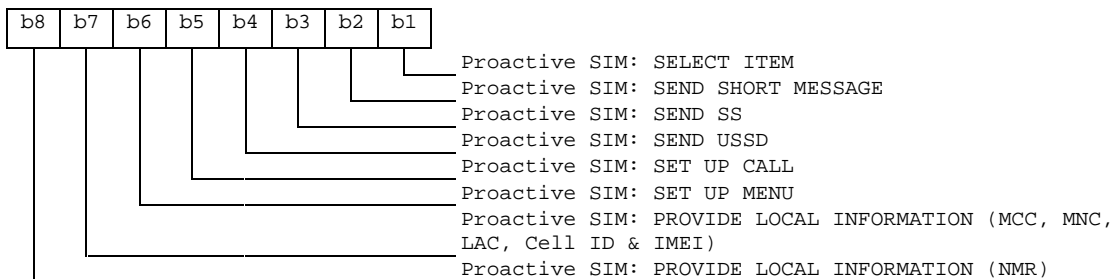 b8 b7 b6 b5 b4 b3 b2 b1
Proactive SIM: SELECT ITEM
Proactive SIM: SEND SHORT MESSAGE
Proactive SIM: SEND SS
Proactive SIM: SEND USSD
Proactive SIM: SET UP CALL
Proactive SIM: SET UP MENU
Proactive SIM: PROVIDE LOCAL INFORMATION (MCC, MNC,
LAC, Cell ID & IMEI)
Proactive SIM: PROVIDE LOCAL INFORMATION (NMR)